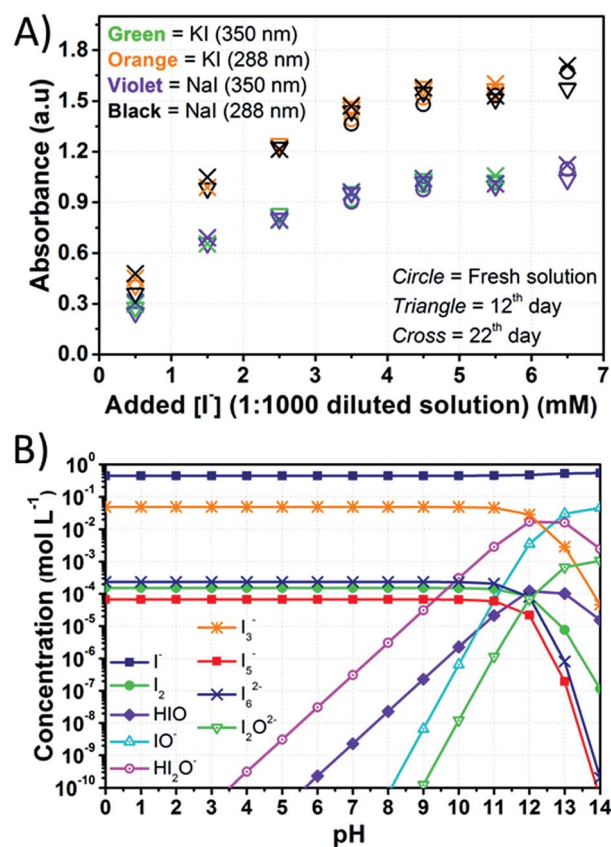 A)
Green = KI (350 nm)
Orange = KI (288 nm)
Violet = NaI (350 nm)
Black = NaI (288 nm)
Circle = Fresh solution
Triangle = 12th day
Cross = 22th day
Absorbance (a.u)
1.8
1.5
1.2
0.9
0.6
0.3
0.0
0 1 2 3 4 5 6 7
Added [I-] (1:1000 diluted solution) (mM)
B)
Concentration (mol L⁻¹)
10⁰
10⁻¹
10⁻²
10⁻³
10⁻⁴
10⁻⁵
10⁻⁶
10⁻⁷
10⁻⁸
10⁻⁹
10⁻¹⁰
I⁻
I₂
HIO
IO⁻
HI₂O⁻
I₃⁻
I₅⁻
I₆²⁻
I₂O²⁻
0 1 2 3 4 5 6 7 8 9 10 11 12 13 14
pH